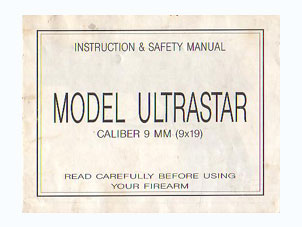 INSTRUCTION & SAFETY MANUAL
MODEL ULTRASTAR
CALIBER 9 MM (9x19)
READ CAREFULLY BEFORE USING
YOUR FIREARM